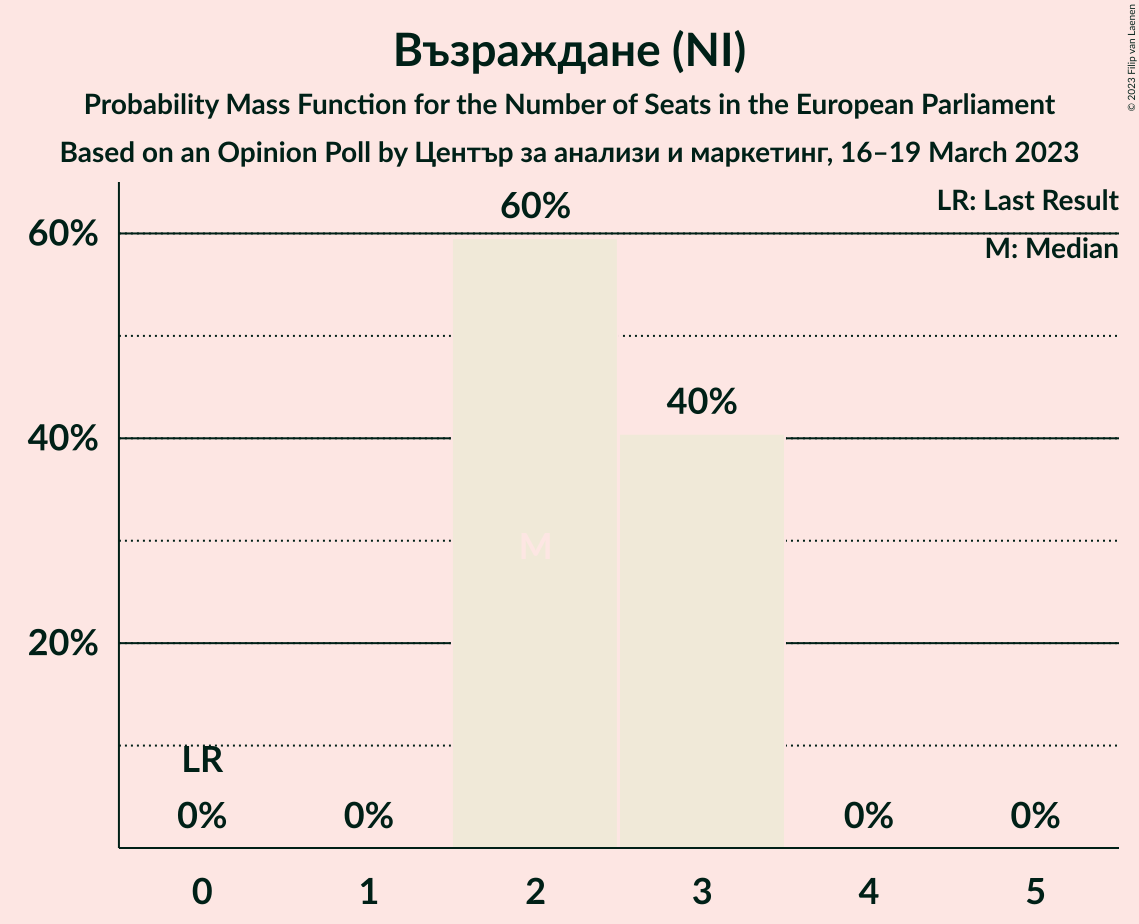 Възраждане (NI)
Probability Mass Function for the Number of Seats in the European Parliament
Based on an Opinion Poll by Център за анализи и маркетинг, 16–19 March 2023
© 2023 Filip van Laenen
LR: Last Result
M: Median
60%
40%
20%
60%
40%
M
LR
0%
0%
0%
0%
0
1
2
3
4
5